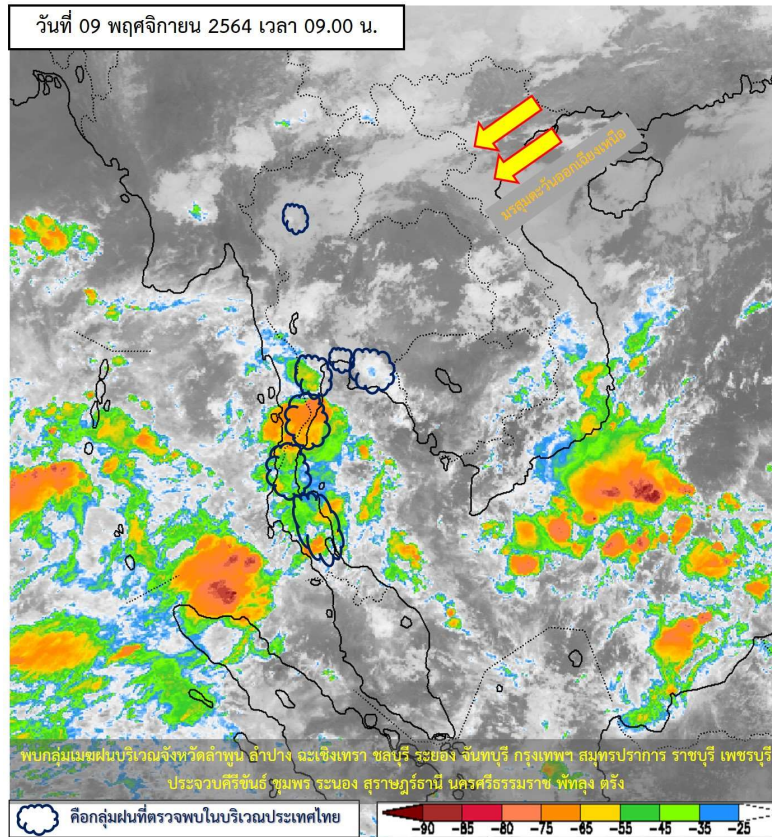 วันที่ 09 พฤศจิกายน 2564 เวลา 09.00 น.
มรสุมตะวันออกเฉียงเหนือ
พบกลุ่มเมฆฝนบริเวณจังหวัดลำพูน ลำปาง ฉะเชิงเทรา ชลบุรี ระยอง จันทบุรี กรุงเทพฯ สมุทรปราการ ราชบุรี เพชรบุรี
ประจวบคีรีขันธ์ ชุมพร ระนอง สุราษฎร์ธานี นครศรีธรรมราช พัทลุง ตรัง
คือกลุ่มฝนที่ตรวจพบในบริเวณประเทศไทย
-90 -85 -80 -75 -65 -55 -45 -35 -25